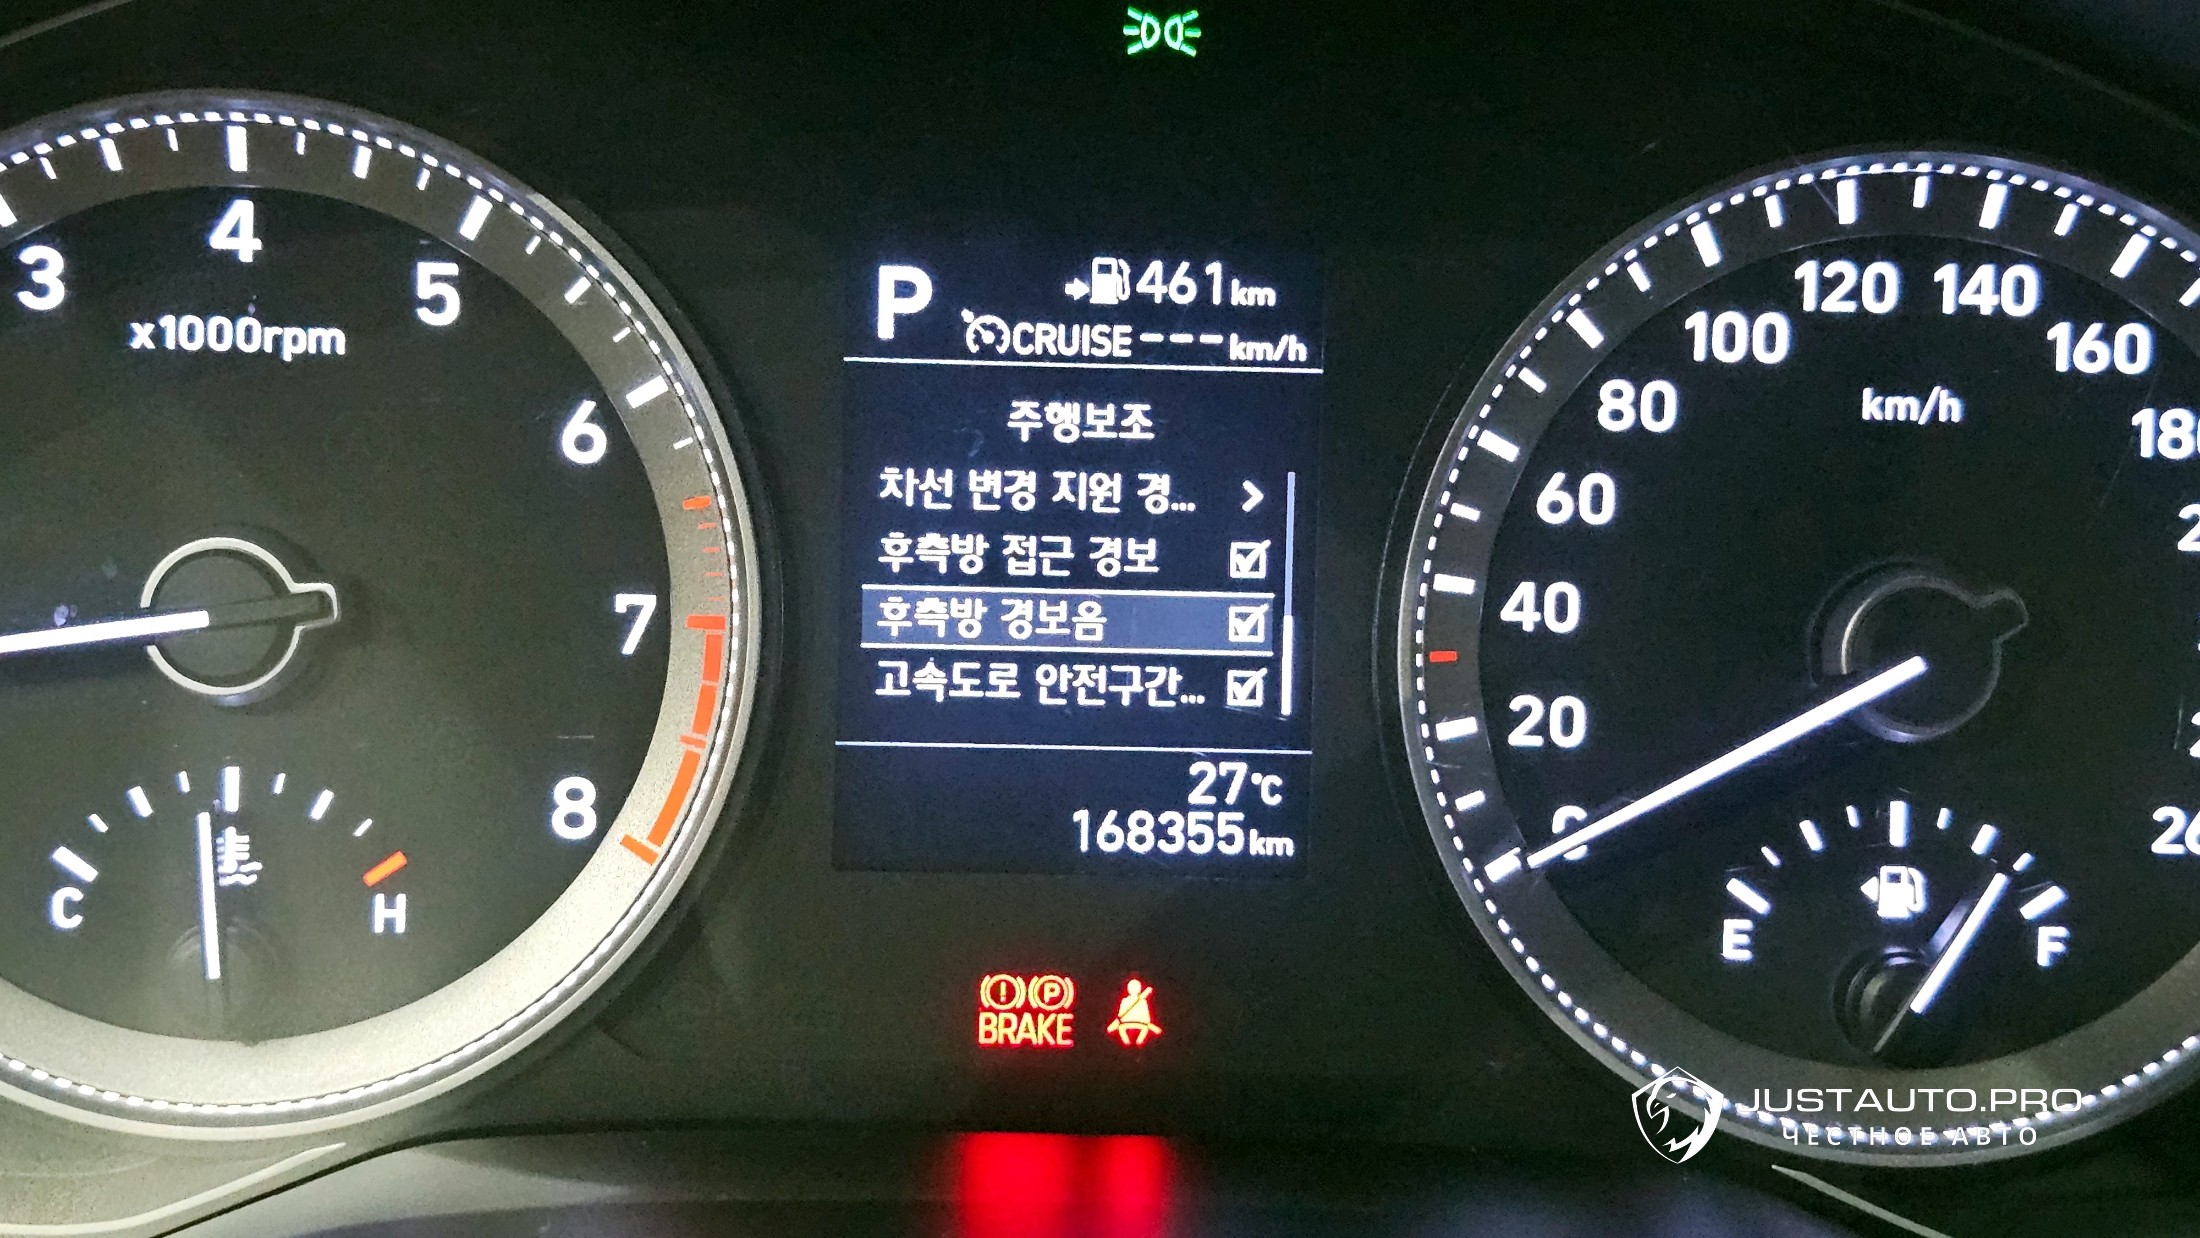 3
4
5
6
7
8
x1000rpm
C
H
P
461km
CRUISE ---km/h
주행보조
차선 변경 지원 경...
후측방 접근 경보
후측방 경보음
고속도로 안전구간...
27°C
168355km
(!) (P)
BRAKE
0
20
40
60
80
100
120
140
160
km/h
E
F
JUSTAUTO.PRO
ЧЕСТНОЕ АВТО